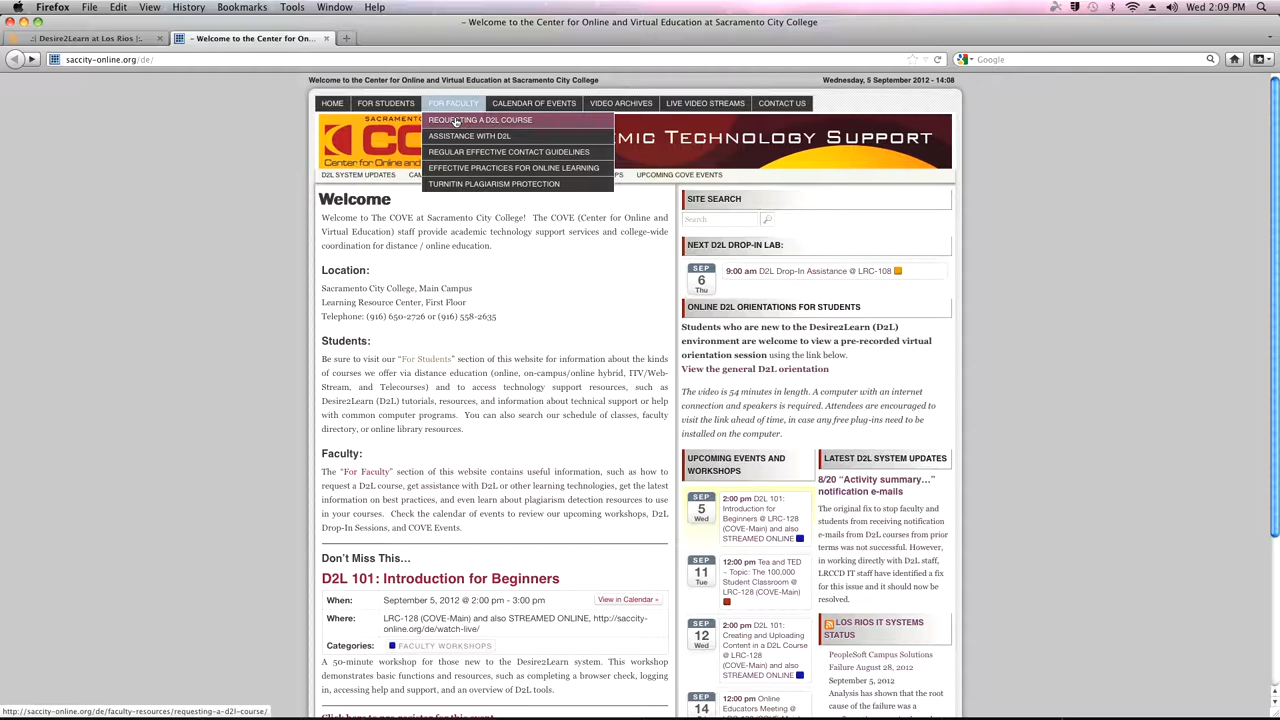 Firefox File Edit View History Bookmarks Tools Window Help Wed 2:09 PM
- Welcome to the Center for Online and Virtual Education at Sacramento City College
.:| Desire2Learn at Los Rios |:. - Welcome to the Center for On...
saccity-online.org/de/ Google
Welcome to the Center for Online and Virtual Education at Sacramento City College Wednesday, 5 September 2012 - 14:08
HOME FOR STUDENTS FOR FACULTY CALENDAR OF EVENTS VIDEO ARCHIVES LIVE VIDEO STREAMS CONTACT US
REQUESTING A D2L COURSE
ASSISTANCE WITH D2L
REGULAR EFFECTIVE CONTACT GUIDELINES
EFFECTIVE PRACTICES FOR ONLINE LEARNING
TURNITIN PLAGIARISM PROTECTION
SACRAMENTO
Center for Onlin
EMIC TECHNOLOGY SUPPORT
D2L SYSTEM UPDATES UPCOMING COVE EVENTS
Welcome
Welcome to The COVE at Sacramento City College! The COVE (Center for Online and
Virtual Education) staff provide academic technology support services and college-wide
coordination for distance / online education.
Location:
Sacramento City College, Main Campus
Learning Resource Center, First Floor
Telephone: (916) 650-2726 or (916) 558-2635
Students:
Be sure to visit our “For Students” section of this website for information about the kinds
of courses we offer via distance education (online, on-campus/online hybrid, ITV/Web-
Stream, and Telecourses) and to access technology support resources, such as
Desire2Learn (D2L) tutorials, resources, and information about technical support or help
with common computer programs. You can also search our schedule of classes, faculty
directory, or online library resources.
Faculty:
The “For Faculty” section of this website contains useful information, such as how to
request a D2L course, get assistance with D2L or other learning technologies, get the latest
information on best practices, and even learn about plagiarism detection resources to use
in your courses. Check the calendar of events to review our upcoming workshops, D2L
Drop-In Sessions, and COVE Events.
Don’t Miss This…
D2L 101: Introduction for Beginners
When: September 5, 2012 @ 2:00 pm - 3:00 pm View in Calendar »
Where: LRC-128 (COVE-Main) and also STREAMED ONLINE, http://saccity-
online.org/de/watch-live/
Categories: FACULTY WORKSHOPS
A 50-minute workshop for those new to the Desire2Learn system. This workshop
demonstrates basic functions and resources, such as completing a browser check, logging
in, accessing help and support, and an overview of D2L tools.
Click here to pre-register for this event
SITE SEARCH
Search
NEXT D2L DROP-IN LAB:
SEP 6 Thu 9:00 am D2L Drop-In Assistance @ LRC-108
ONLINE D2L ORIENTATIONS FOR STUDENTS
Students who are new to the Desire2Learn (D2L)
environment are welcome to view a pre-recorded virtual
orientation session using the link below.
View the general D2L orientation
The video is 54 minutes in length. A computer with an internet
connection and speakers is required. Attendees are encouraged to
visit the link ahead of time, in case any free plug-ins need to be
installed on the computer.
UPCOMING EVENTS AND
WORKSHOPS
SEP 5 Wed
2:00 pm D2L 101:
Introduction for
Beginners @ LRC-128
(COVE-Main) and also
STREAMED ONLINE
SEP 11 Tue
12:00 pm Tea and TED
- Topic: The 100,000
Student Classroom @
LRC-128 (COVE-Main)
SEP 12 Wed
2:00 pm D2L 101:
Creating and Uploading
Content in a D2L Course
@ LRC-128
(COVE-Main) and also
STREAMED ONLINE
SEP 14
12:00 pm Online
Educators Meeting @
LATEST D2L SYSTEM UPDATES
8/20 “Activity summary…”
notification e-mails
The original fix to stop faculty and
students from receiving notification
e-mails from D2L courses from prior
terms was not successful. However,
in working directly with D2L staff,
LRCCD IT staff have identified a fix
for this issue and it should now be
resolved.
LOS RIOS IT SYSTEMS
STATUS
PeopleSoft Campus Solutions
Failure August 28, 2012
September 5, 2012
Analysis has shown that the root
cause of the failure was a
http://saccity-online.org/de/faculty-resources/requesting-a-d2l-course/